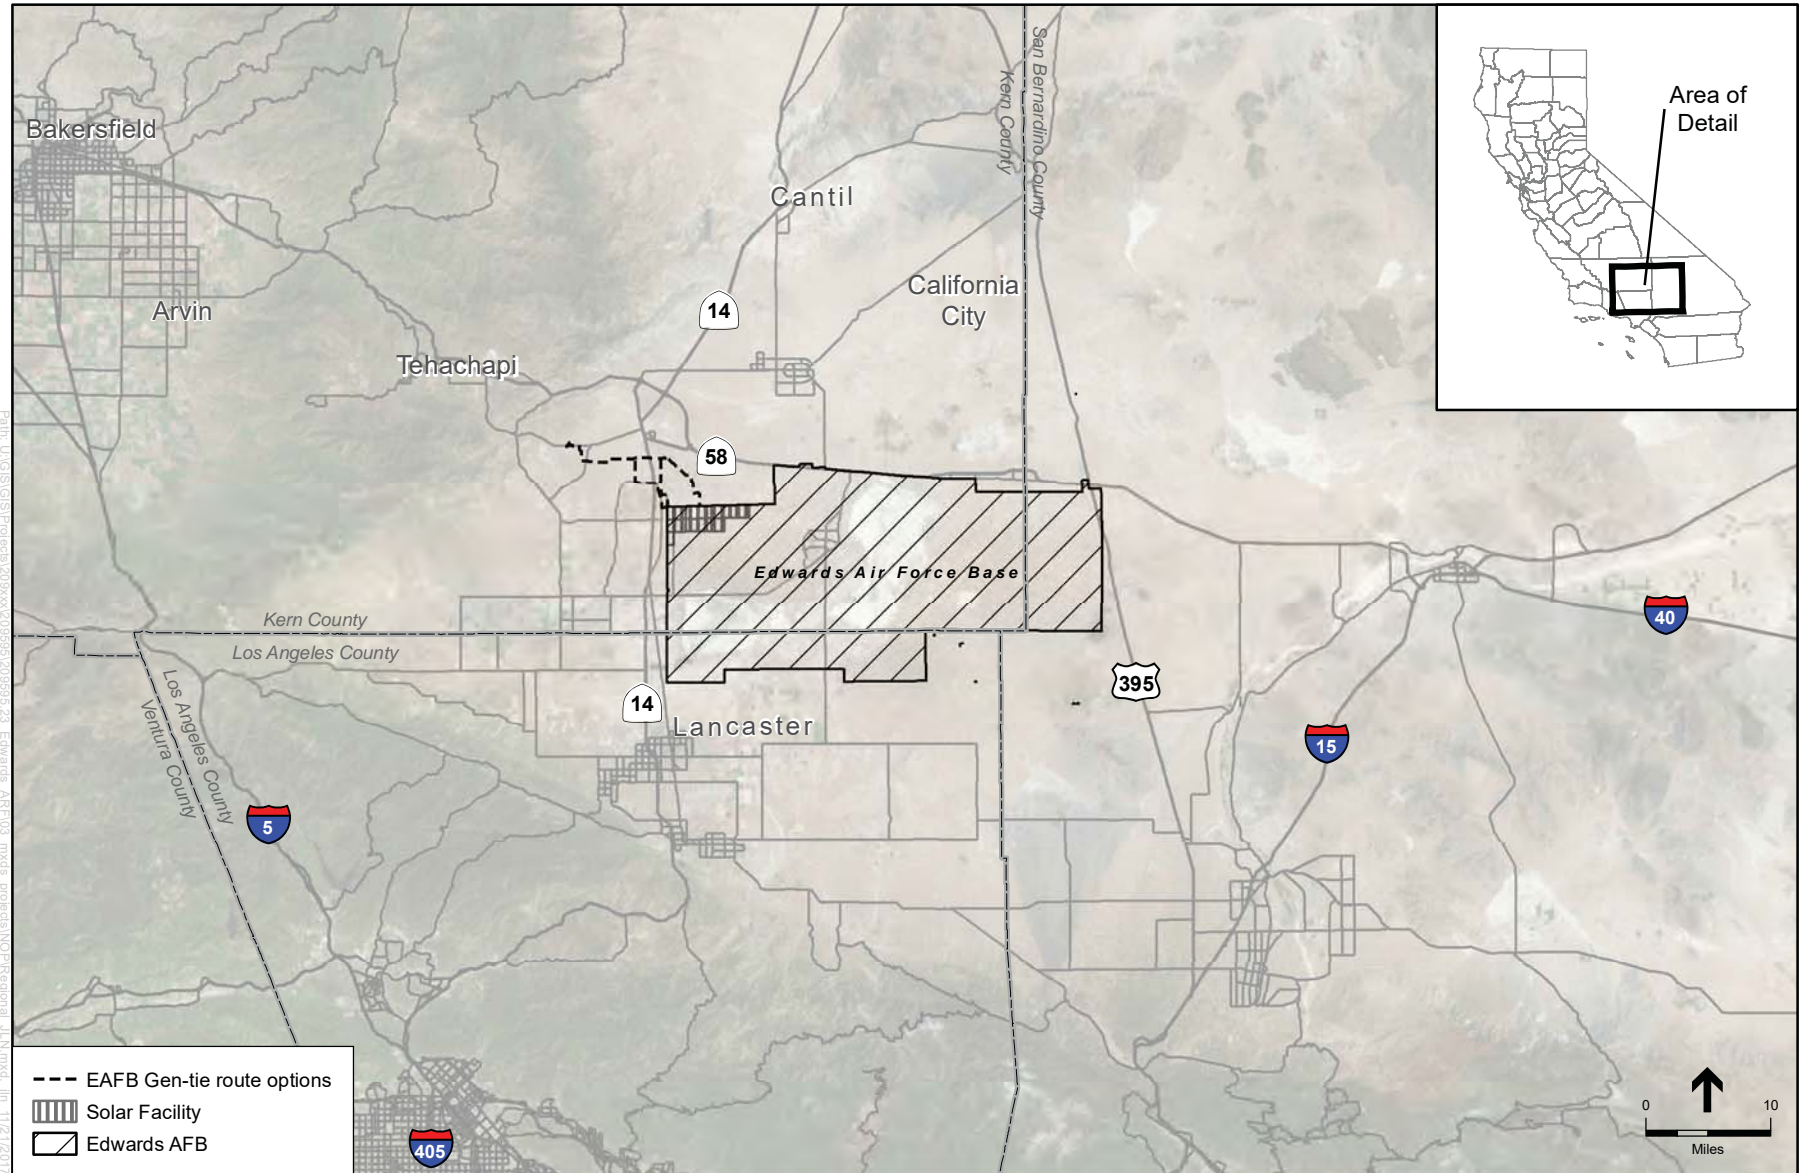 Area of
Detail
San Bernardino County
Kern County
Bakersfield
Cantil
California
City
Arvin
14
Tehachapi
58
Edwards Air Force Base
40
Kern County
Los Angeles County
395
14
Lancaster
15
Los Angeles County
Ventura County
5
405
EAFB Gen-tie route options
Solar Facility
Edwards AFB
0 10
Miles